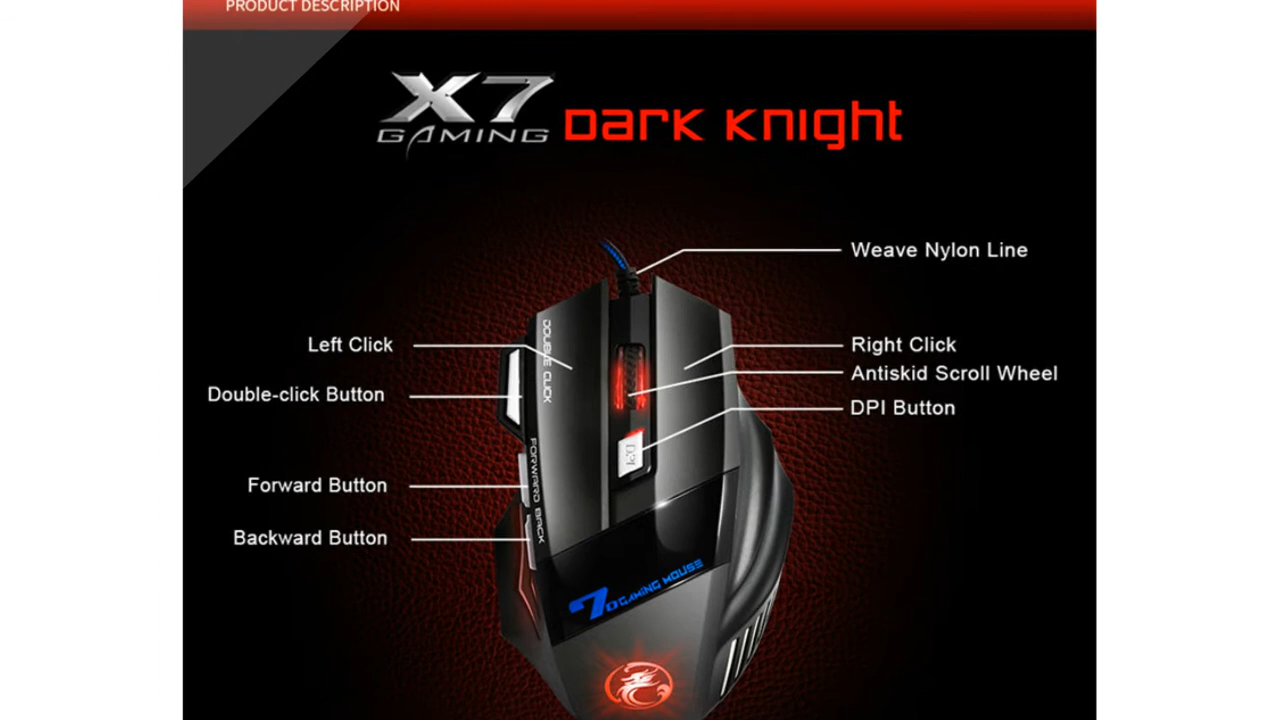 PRODUCT DESCRIPTION
X7
GAMING
Dark Knight
Weave Nylon Line
Left Click
Right Click
Antiskid Scroll Wheel
Double-click Button
DPI Button
Forward Button
Backward Button
DOUBLE CLICK
FORWARD
BACK
7D GAMING MOUSE